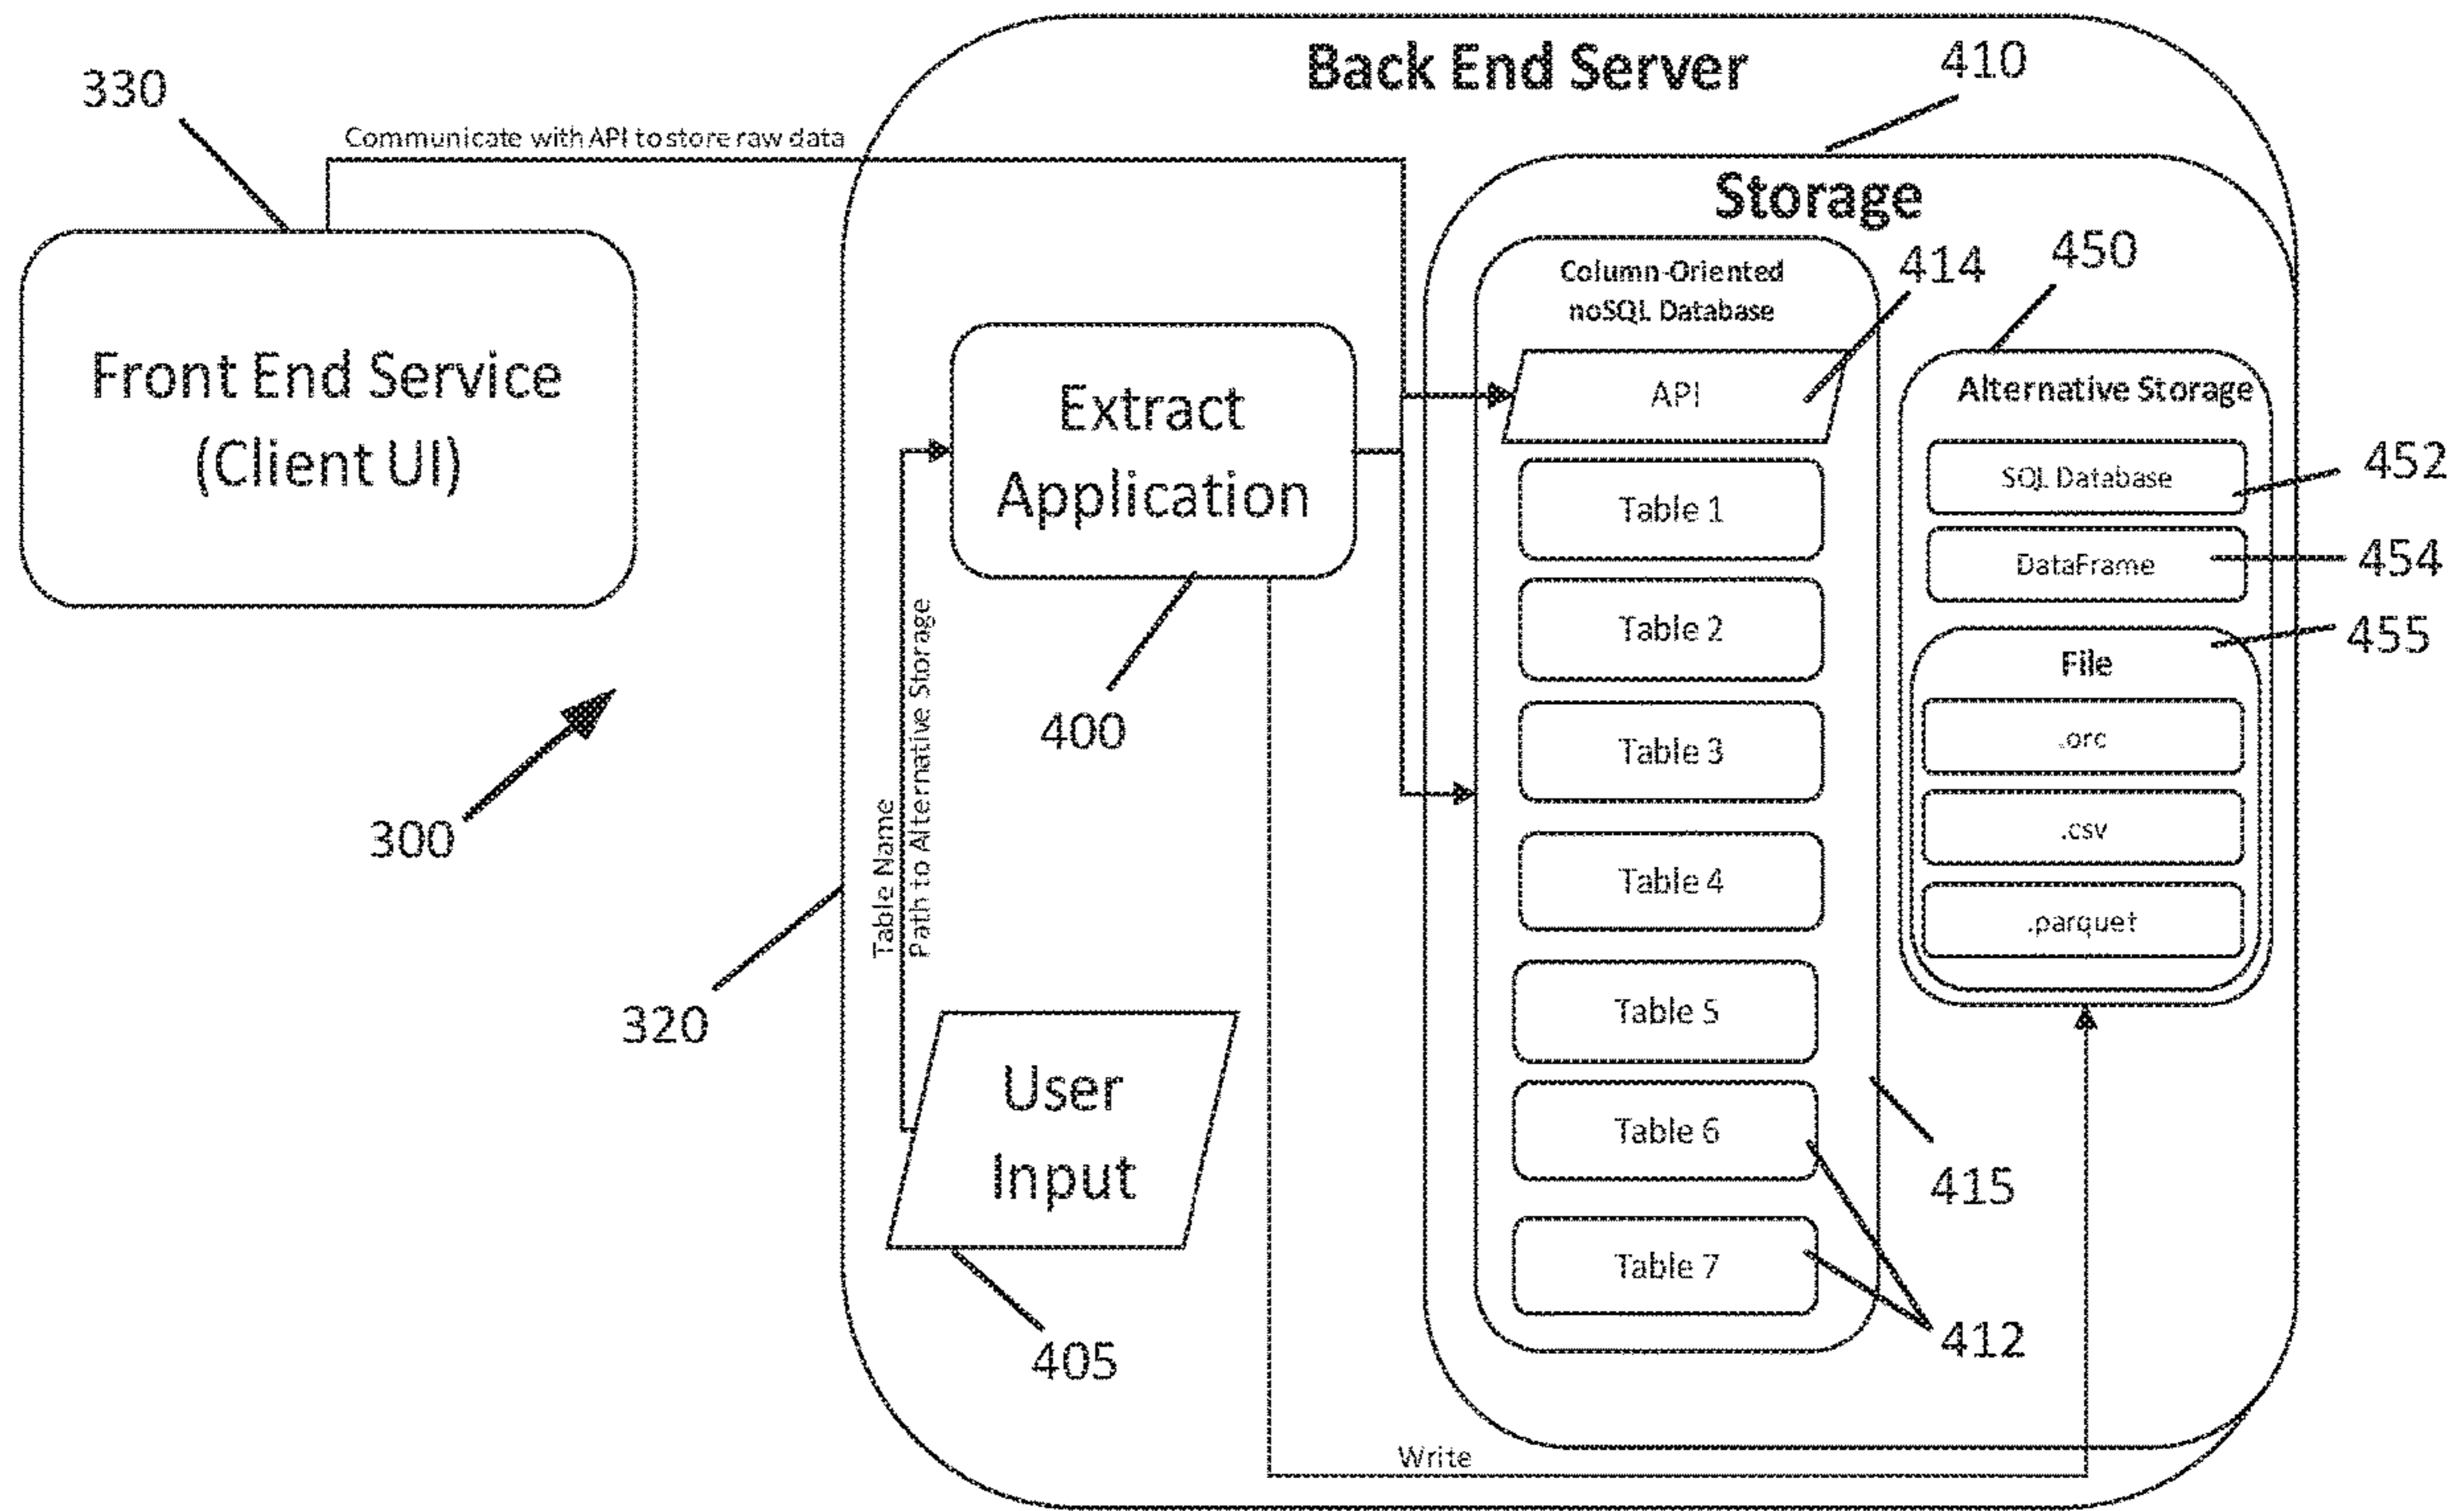 Back End Server
410
330
Communicate with API to store raw data
Storage
Column-Oriented
noSQL Database
414
450
Front End Service
(Client UI)
Extract
Application
API
Alternative Storage
SQL Database
452
Table 1
DataFrame
454
Table 2
455
File
400
Table 3
.orc
300
.csv
Table Name
Path to Alternative Storage
Table 4
.parquet
320
Table 5
User
Input
Table 6
415
Table 7
405
412
Write